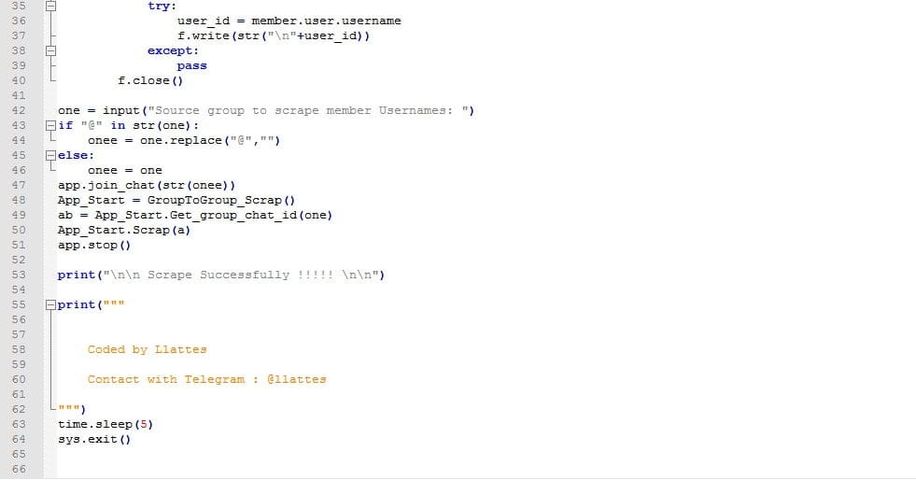 35 try:
36 user_id = member.user.username
37 f.write(str("\n"+user_id))
38 except:
39 pass
40 f.close()
41
42 one = input("Source group to scrape member Usernames: ")
43 if "@" in str(one):
44 onee = one.replace("@","")
45 else:
46 onee = one
47 app.join_chat(str(onee))
48 App_Start = GroupToGroup_Scrap()
49 ab = App_Start.Get_group_chat_id(one)
50 App_Start.Scrap(a)
51 app.stop()
52
53 print("\n\n Scrape Successfully !!!!! \n\n")
54
55 print("""
56
57
58 Coded by Llattes
59
60 Contact with Telegram : @llattes
61
62 """)
63 time.sleep(5)
64 sys.exit()
65
66